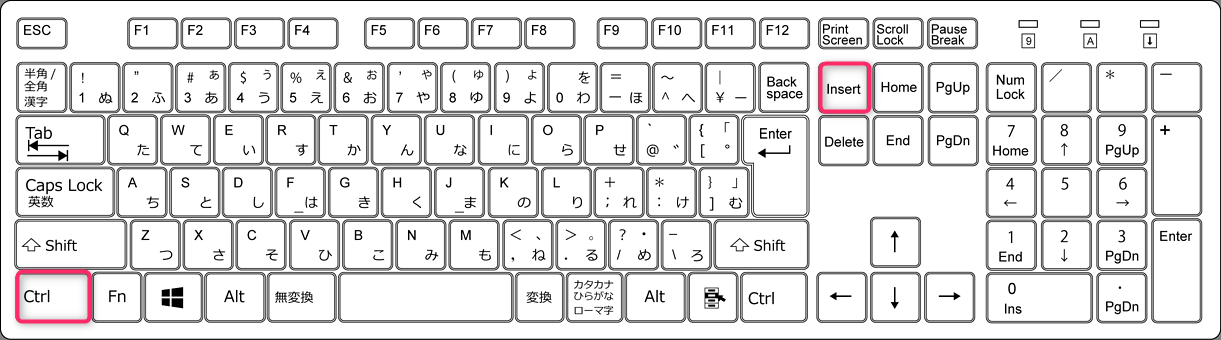 ESC F1 F2 F3 F4 F5 F6 F7 F8 F9 F10 F11 F12 Print Scroll Pause
Screen Lock Break 9 A
半角/ ! " # ぁ $ ぅ % ぇ & ぉ ' ゃ ( ゅ ) ょ を = ～ | Back Insert Home PgUp Num ／ * －
全角 space Lock
漢字 1 ぬ 2 ふ 3 あ 4 う 5 え 6 お 7 や 8 ゆ 9 よ 0 わ ー ほ ^ へ ￥ ー
Tab Q W E R T Y U I O P ` { 「 Enter Delete End PgDn 7 8 9 +
た て い す か ん な に ら せ @ ゛ [ ° Home ↑ PgUp
Caps Lock A S D F G H J K L + * } 」 4 5 6
英数 ち と し _は き く _ま の り ; れ : け ] む ← →
Shift Z X C V B N M < 、 > 。 ? ・ _ Shift ↑ 1 2 3 Enter
つ さ そ ひ こ み も , ね . る / め \ ろ End ↓ PgDn
Ctrl Fn Alt 無変換 変換 カタカナ Alt Ctrl ← ↓ → 0 .
ひらがな Ins PgDn
ローマ字